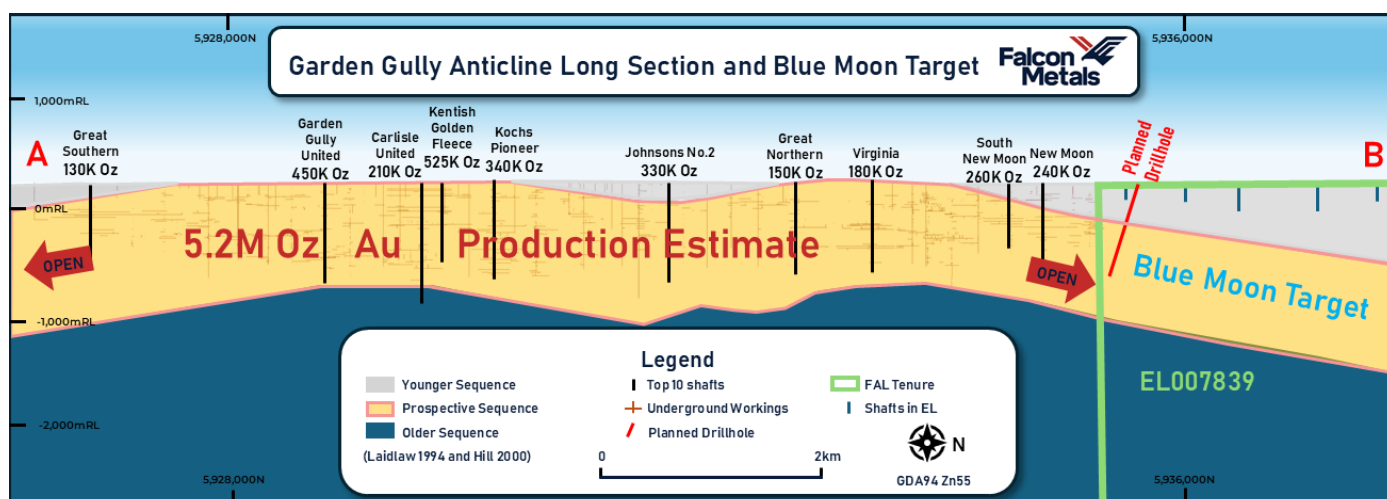 5,928,000N
5,936,000N
Garden Gully Anticline Long Section and Blue Moon Target
Falcon
Metals
1,000mRL
A
Great
Southern
130K Oz
Garden
Gully
United
450K Oz
Carlisle
United
210K Oz
Kentish
Golden
Fleece
525K Oz
Kochs
Pioneer
340K Oz
Johnsons No.2
330K Oz
Great
Northern
150K Oz
Virginia
180K Oz
South
New Moon
260K Oz
New Moon
240K Oz
Planned
Drillhole
B
0mRL
OPEN
5.2M Oz Au Production Estimate
OPEN
Blue Moon Target
-1,000mRL
EL007839
-2,000mRL
Legend
Younger Sequence
Prospective Sequence
Older Sequence
(Laidlaw 1994 and Hill 2000)
Top 10 shafts
Underground Workings
Planned Drillhole
FAL Tenure
Shafts in EL
0
2km
N
GDA94 Zn55
5,928,000N
5,936,000N